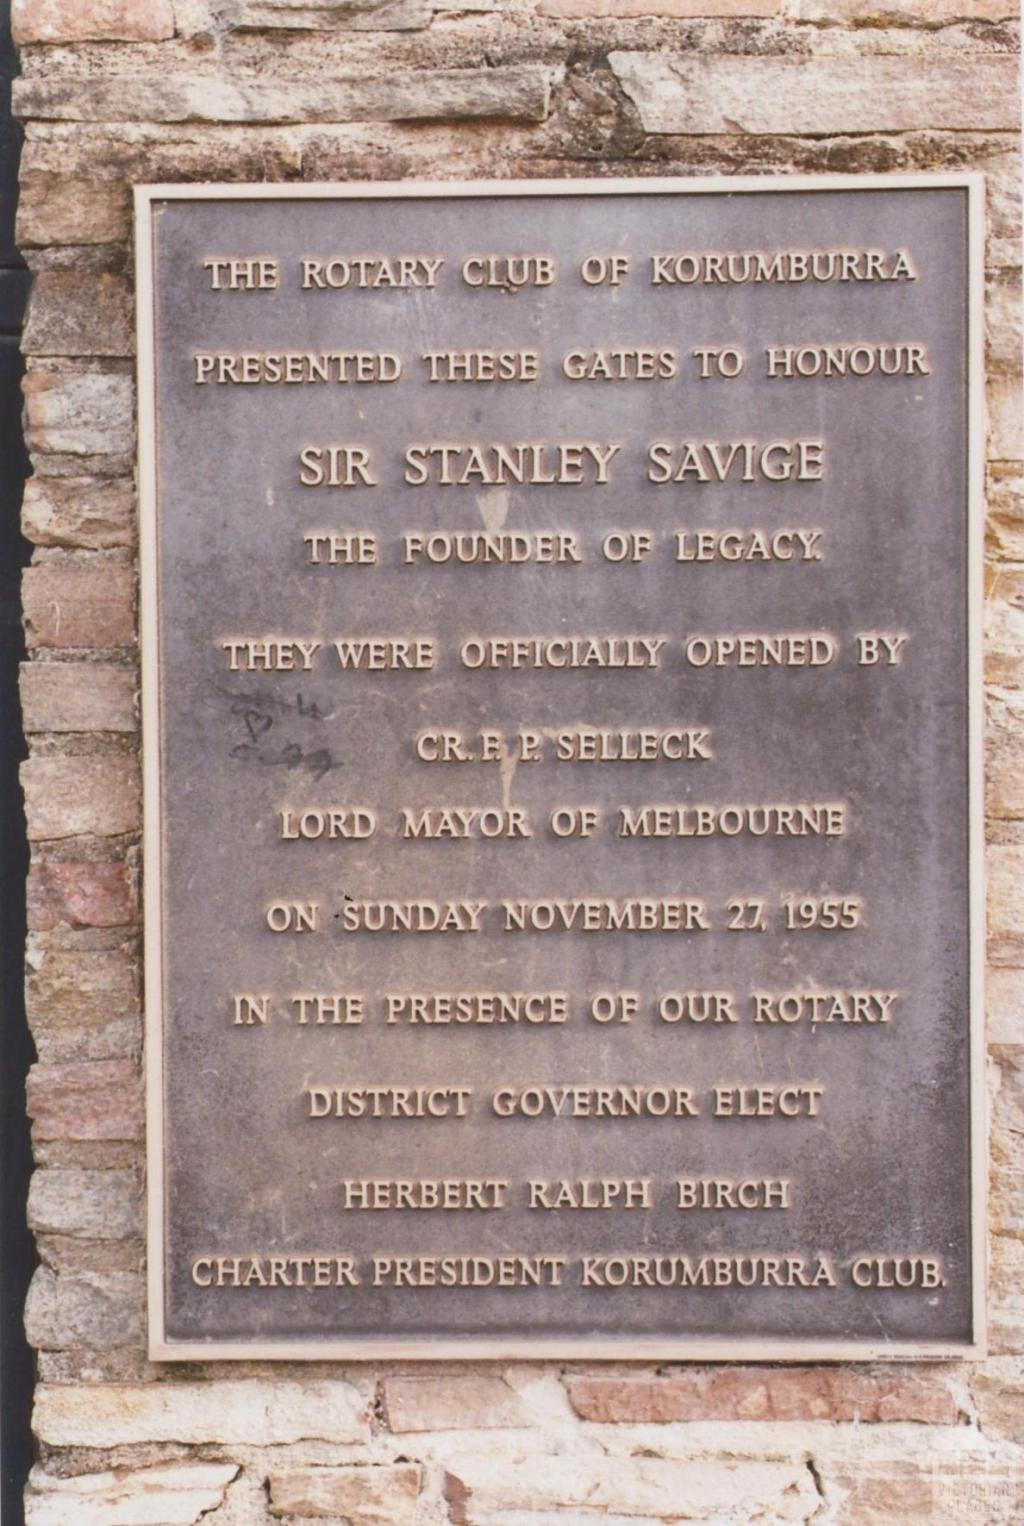 THE ROTARY CLUB OF KORUMBURRA
PRESENTED THESE GATES TO HONOUR
SIR STANLEY SAVIGE
THE FOUNDER OF LEGACY.
THEY WERE OFFICIALLY OPENED BY
CR. F. P. SELLECK
LORD MAYOR OF MELBOURNE
ON SUNDAY NOVEMBER 27, 1955
IN THE PRESENCE OF OUR ROTARY
DISTRICT GOVERNOR ELECT
HERBERT RALPH BIRCH
CHARTER PRESIDENT KORUMBURRA CLUB.
VICTORIAN
PLACES